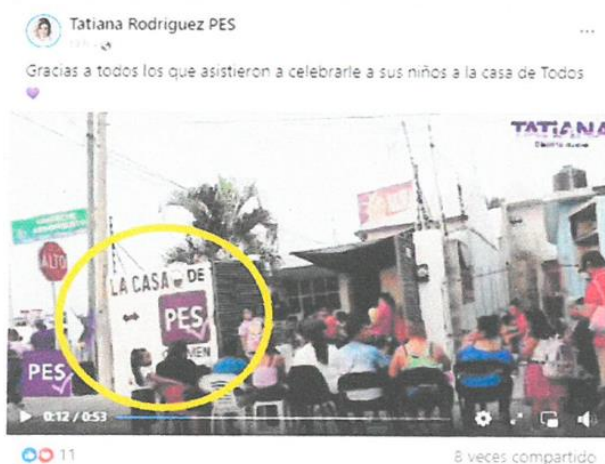 Tatiana Rodriguez PES
Gracias a todos los que asistieron a celebrarle a sus niños a la casa de Todos
TATIANA
ALTO
LA CASA DE
PES
PES
0:12 / 0:53
11
8 veces compartido